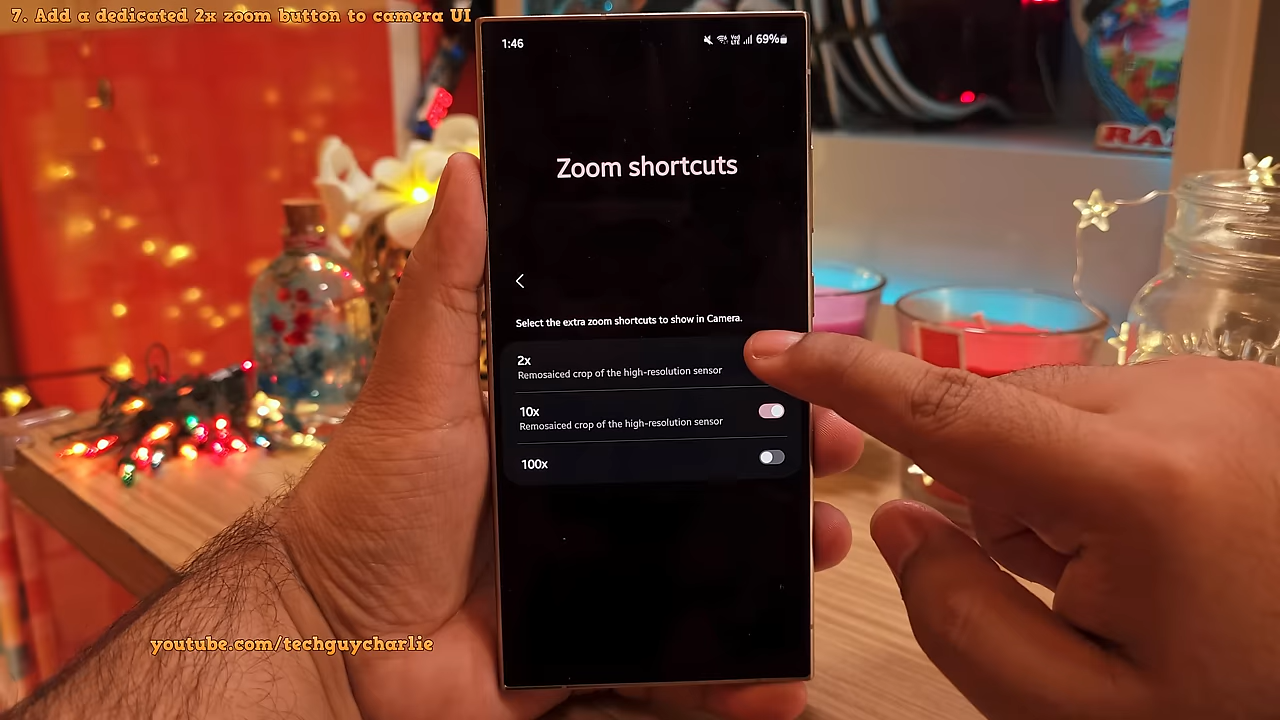 7. Add a dedicated 2x zoom button to camera UI
1:46
69%
Zoom shortcuts
Select the extra zoom shortcuts to show in Camera.
2x
Remosaiced crop of the high-resolution sensor
10x
Remosaiced crop of the high-resolution sensor
100x
youtube.com/techguycharlie